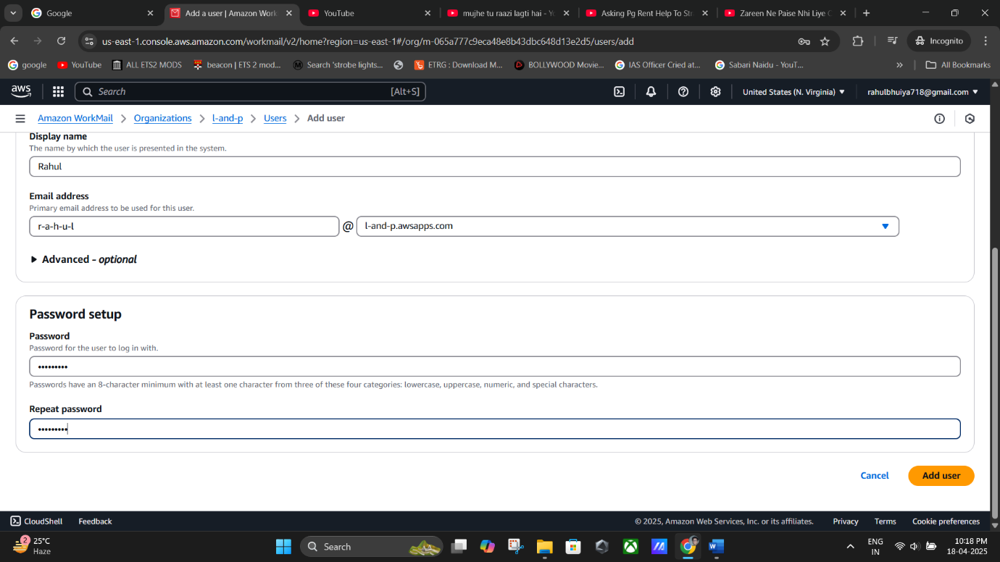 Google
Add a user | Amazon Work
YouTube
mujhe tu raazi lagti hai - Yo
Asking Pg Rent Help To Str
Zareen Ne Paise Nhi Liye
us-east-1.console.aws.amazon.com/workmail/v2/home?region=us-east-1#/org/m-065a777c9eca48e8b43dbc648d13e2d5/users/add
Incognito
google
YouTube
ALL ETS2 MODS
beacon | ETS 2 mod...
Search 'strobe lights...
ETRG : Download M...
BOLLYWOOD Movie...
IAS Officer Cried at...
Sabari Naidu - YouT...
All Bookmarks
aws
Search
[Alt+S]
United States (N. Virginia)
rahulbhuiya718@gmail.com
Amazon WorkMail
Organizations
l-and-p
Users
Add user
Display name
The name by which the user is presented in the system.
Rahul
Email address
Primary email address to be used for this user.
r-a-h-u-l
@
l-and-p.awsapps.com
Advanced - optional
Password setup
Password
Password for the user to log in with.
•••••••••
Passwords have an 8-character minimum with at least one character from three of these four categories: lowercase, uppercase, numeric, and special characters.
Repeat password
•••••••••
Cancel
Add user
CloudShell
Feedback
© 2025, Amazon Web Services, Inc. or its affiliates.
Privacy
Terms
Cookie preferences
2
25°C
Haze
Search
ENG
IN
10:18 PM
18-04-2025